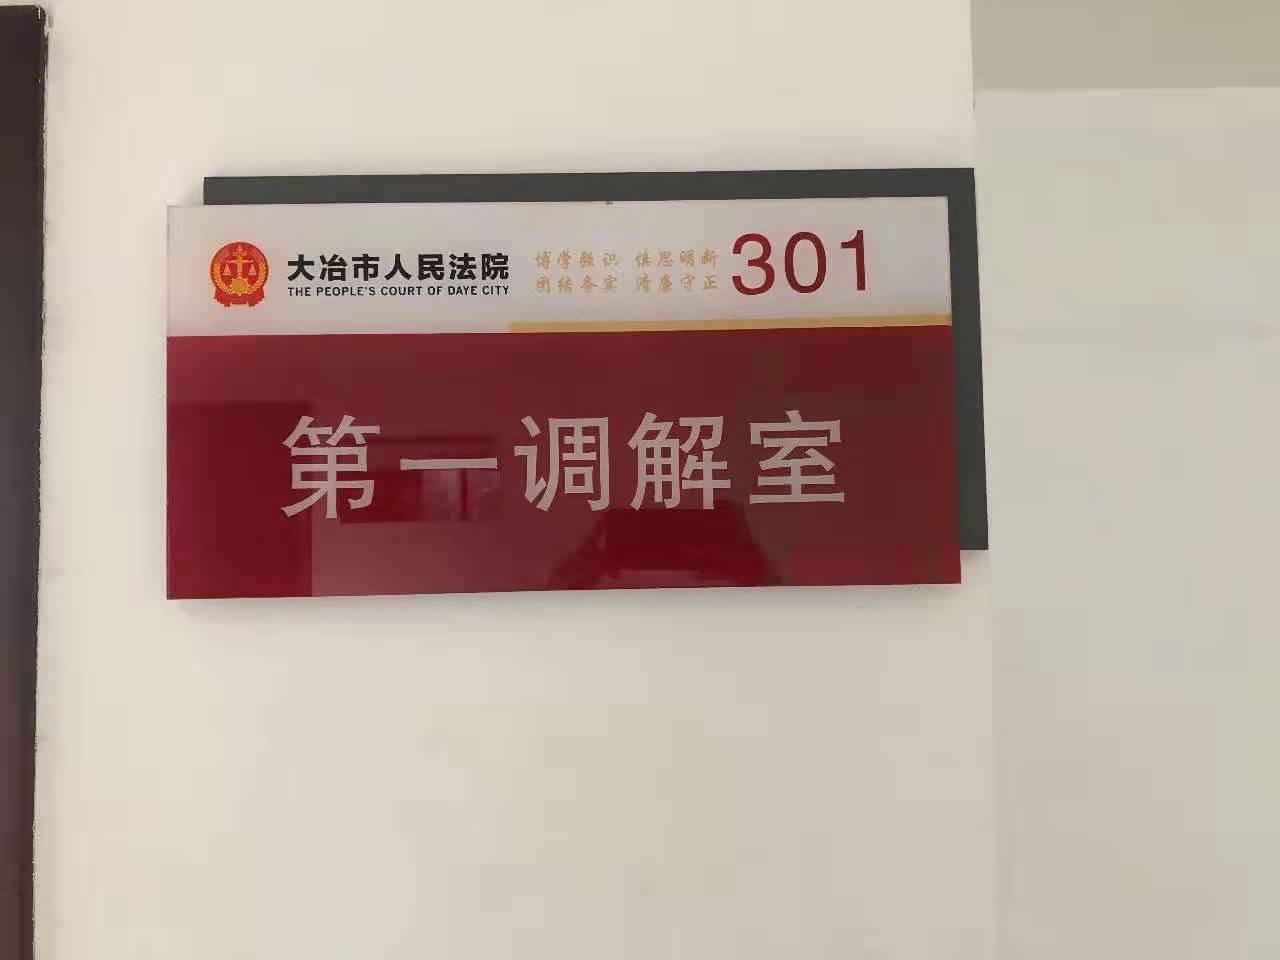 大冶市人民法院
THE PEOPLE'S COURT OF DAYE CITY
博学强识 慎思明断
团结务实 清廉守正
301
第一调解室